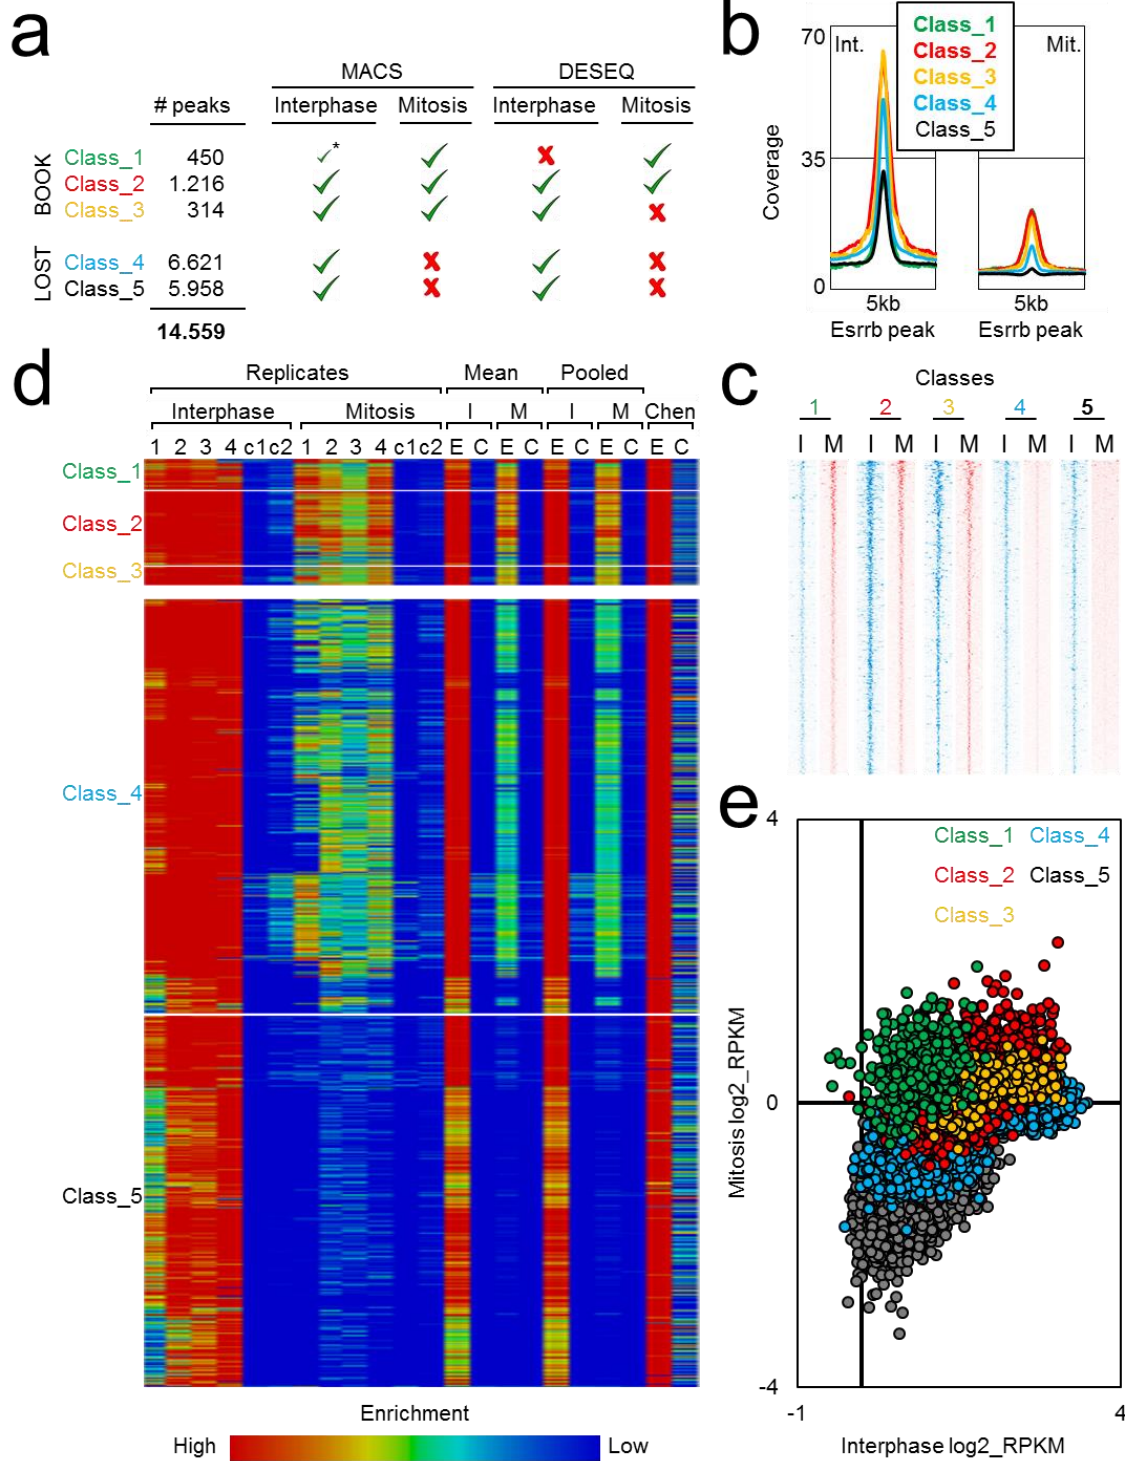 a
MACS DESEQ
# peaks Interphase Mitosis Interphase Mitosis
BOOK
Class_1 450 *
Class_2 1.216
Class_3 314
LOST
Class_4 6.621
Class_5 5.958
14.559
b
Class_1
Class_2
Class_3
Class_4
Class_5
Int. Mit.
70
35
0
Coverage
5kb 5kb
Esrrb peak Esrrb peak
c
Classes
1 2 3 4 5
I M I M I M I M I M
d
Replicates Mean Pooled
Interphase Mitosis I M I M Chen
1 2 3 4 c1 c2 1 2 3 4 c1 c2 E C E C E C E C E C
Class_1
Class_2
Class_3
Class_4
Class_5
Enrichment
High Low
e
4
0
-4
Class_1 Class_4
Class_2 Class_5
Class_3
Mitosis log2_RPKM
-1 4
Interphase log2_RPKM